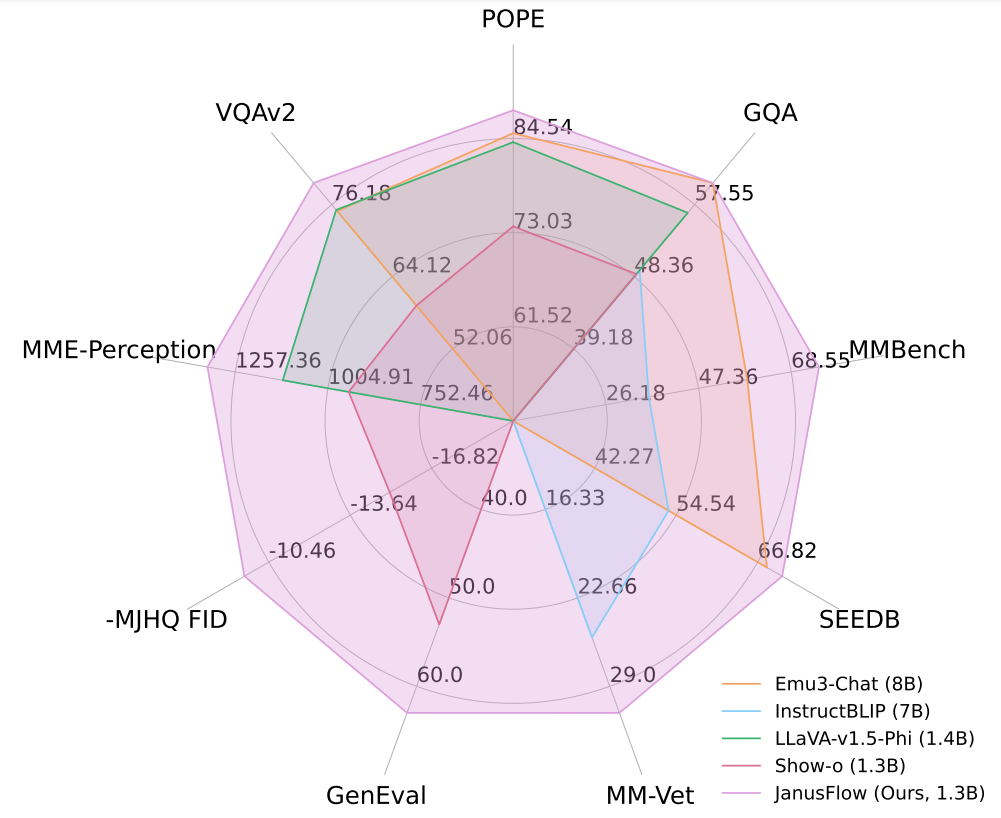 POPE
VQAv2
GQA
84.54
76.18
57.55
73.03
64.12
48.36
61.52
52.06
39.18
MME-Perception
1257.36
68.55
MMBench
1004.91
47.36
752.46
26.18
-16.82
42.27
-13.64
40.0
16.33
54.54
-10.46
66.82
50.0
22.66
-MJHQ FID
SEEDB
60.0
29.0
GenEval
MM-Vet
Emu3-Chat (8B)
InstructBLIP (7B)
LLaVA-v1.5-Phi (1.4B)
Show-o (1.3B)
JanusFlow (Ours, 1.3B)